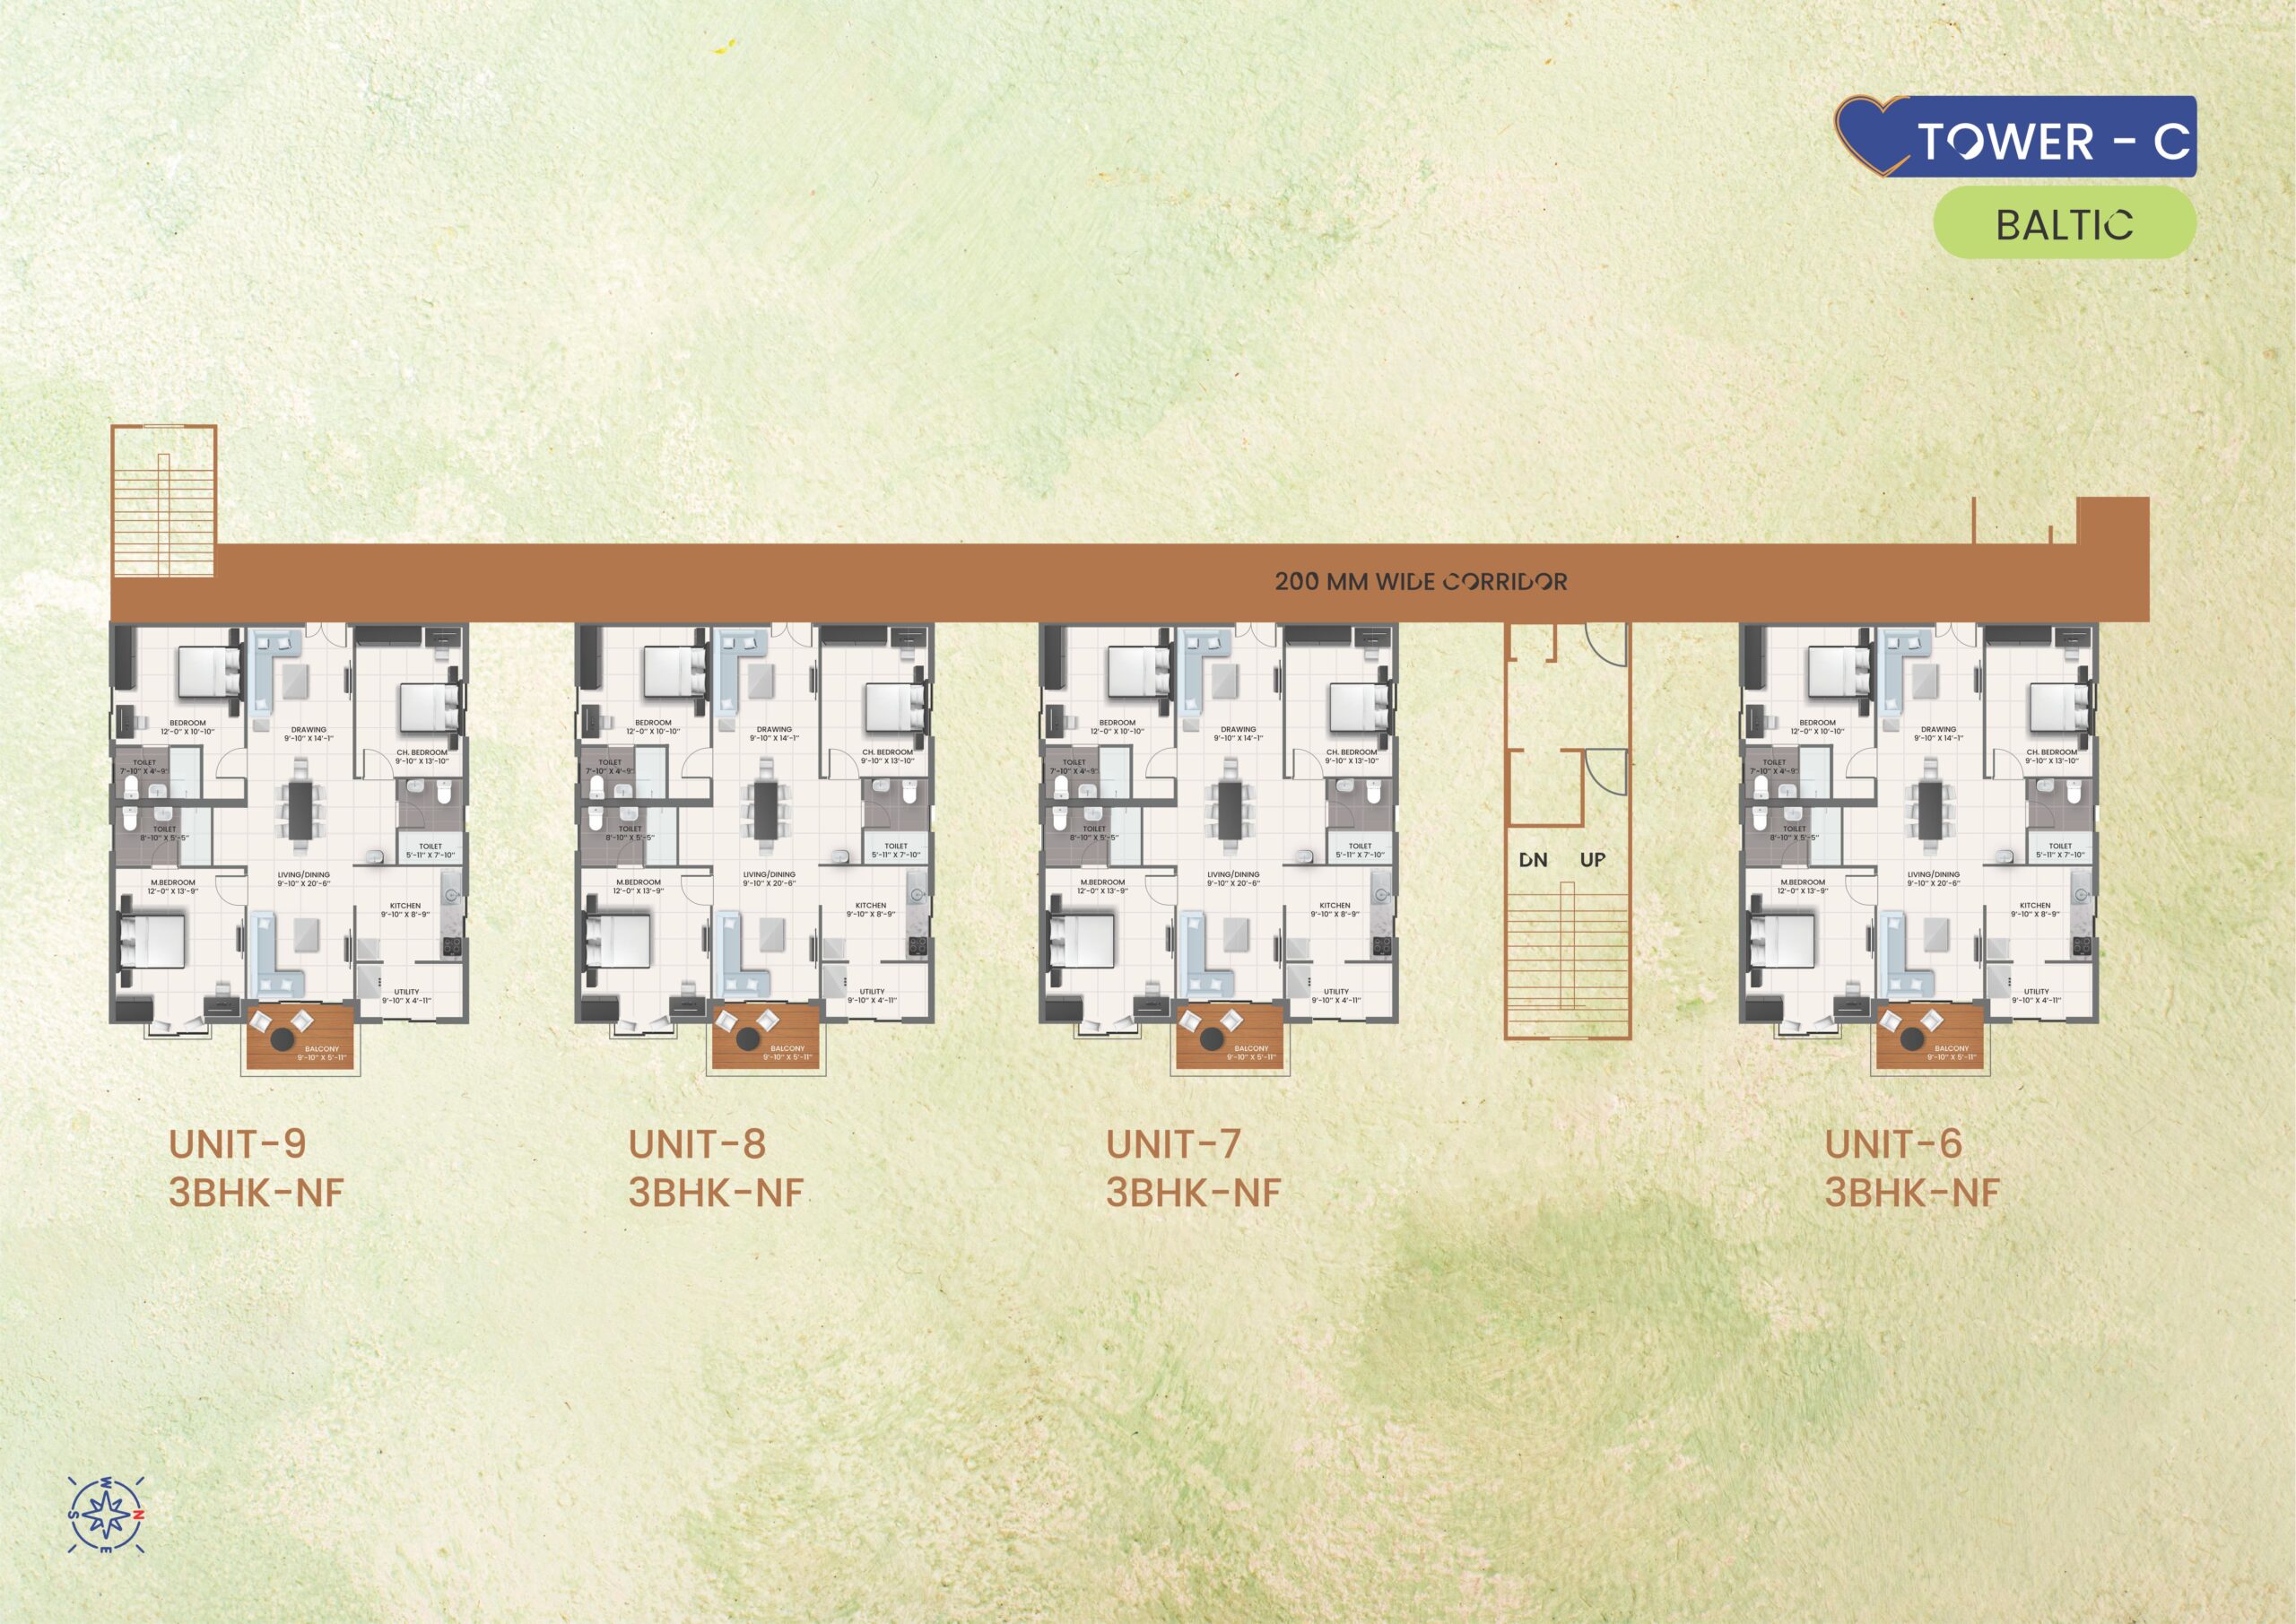 TOWER - C
BALTIC
200 MM WIDE CORRIDOR
BEDROOM
12'-0" X 10'-10"
DRAWING
9'-10" X 14'-1"
CH. BEDROOM
9'-10" X 13'-10"
TOILET
7'-10" X 4'-9"
TOILET
8'-10" X 5'-5"
TOILET
5'-11" X 7'-10"
M.BEDROOM
12'-0" X 13'-9"
LIVING/DINING
9'-10" X 20'-6"
KITCHEN
9'-10" X 8'-9"
UTILITY
9'-10" X 4'-11"
BALCONY
9'-10" X 5'-11"
UNIT-9
3BHK-NF
BEDROOM
12'-0" X 10'-10"
DRAWING
9'-10" X 14'-1"
CH. BEDROOM
9'-10" X 13'-10"
TOILET
7'-10" X 4'-9"
TOILET
8'-10" X 5'-5"
TOILET
5'-11" X 7'-10"
M.BEDROOM
12'-0" X 13'-9"
LIVING/DINING
9'-10" X 20'-6"
KITCHEN
9'-10" X 8'-9"
UTILITY
9'-10" X 4'-11"
BALCONY
9'-10" X 5'-11"
UNIT-8
3BHK-NF
BEDROOM
12'-0" X 10'-10"
DRAWING
9'-10" X 14'-1"
CH. BEDROOM
9'-10" X 13'-10"
TOILET
7'-10" X 4'-9"
TOILET
8'-10" X 5'-5"
TOILET
5'-11" X 7'-10"
M.BEDROOM
12'-0" X 13'-9"
LIVING/DINING
9'-10" X 20'-6"
KITCHEN
9'-10" X 8'-9"
UTILITY
9'-10" X 4'-11"
BALCONY
9'-10" X 5'-11"
UNIT-7
3BHK-NF
DN UP
BEDROOM
12'-0" X 10'-10"
DRAWING
9'-10" X 14'-1"
CH. BEDROOM
9'-10" X 13'-10"
TOILET
7'-10" X 4'-9"
TOILET
8'-10" X 5'-5"
TOILET
5'-11" X 7'-10"
M.BEDROOM
12'-0" X 13'-9"
LIVING/DINING
9'-10" X 20'-6"
KITCHEN
9'-10" X 8'-9"
UTILITY
9'-10" X 4'-11"
BALCONY
9'-10" X 5'-11"
UNIT-6
3BHK-NF
W
S N
E